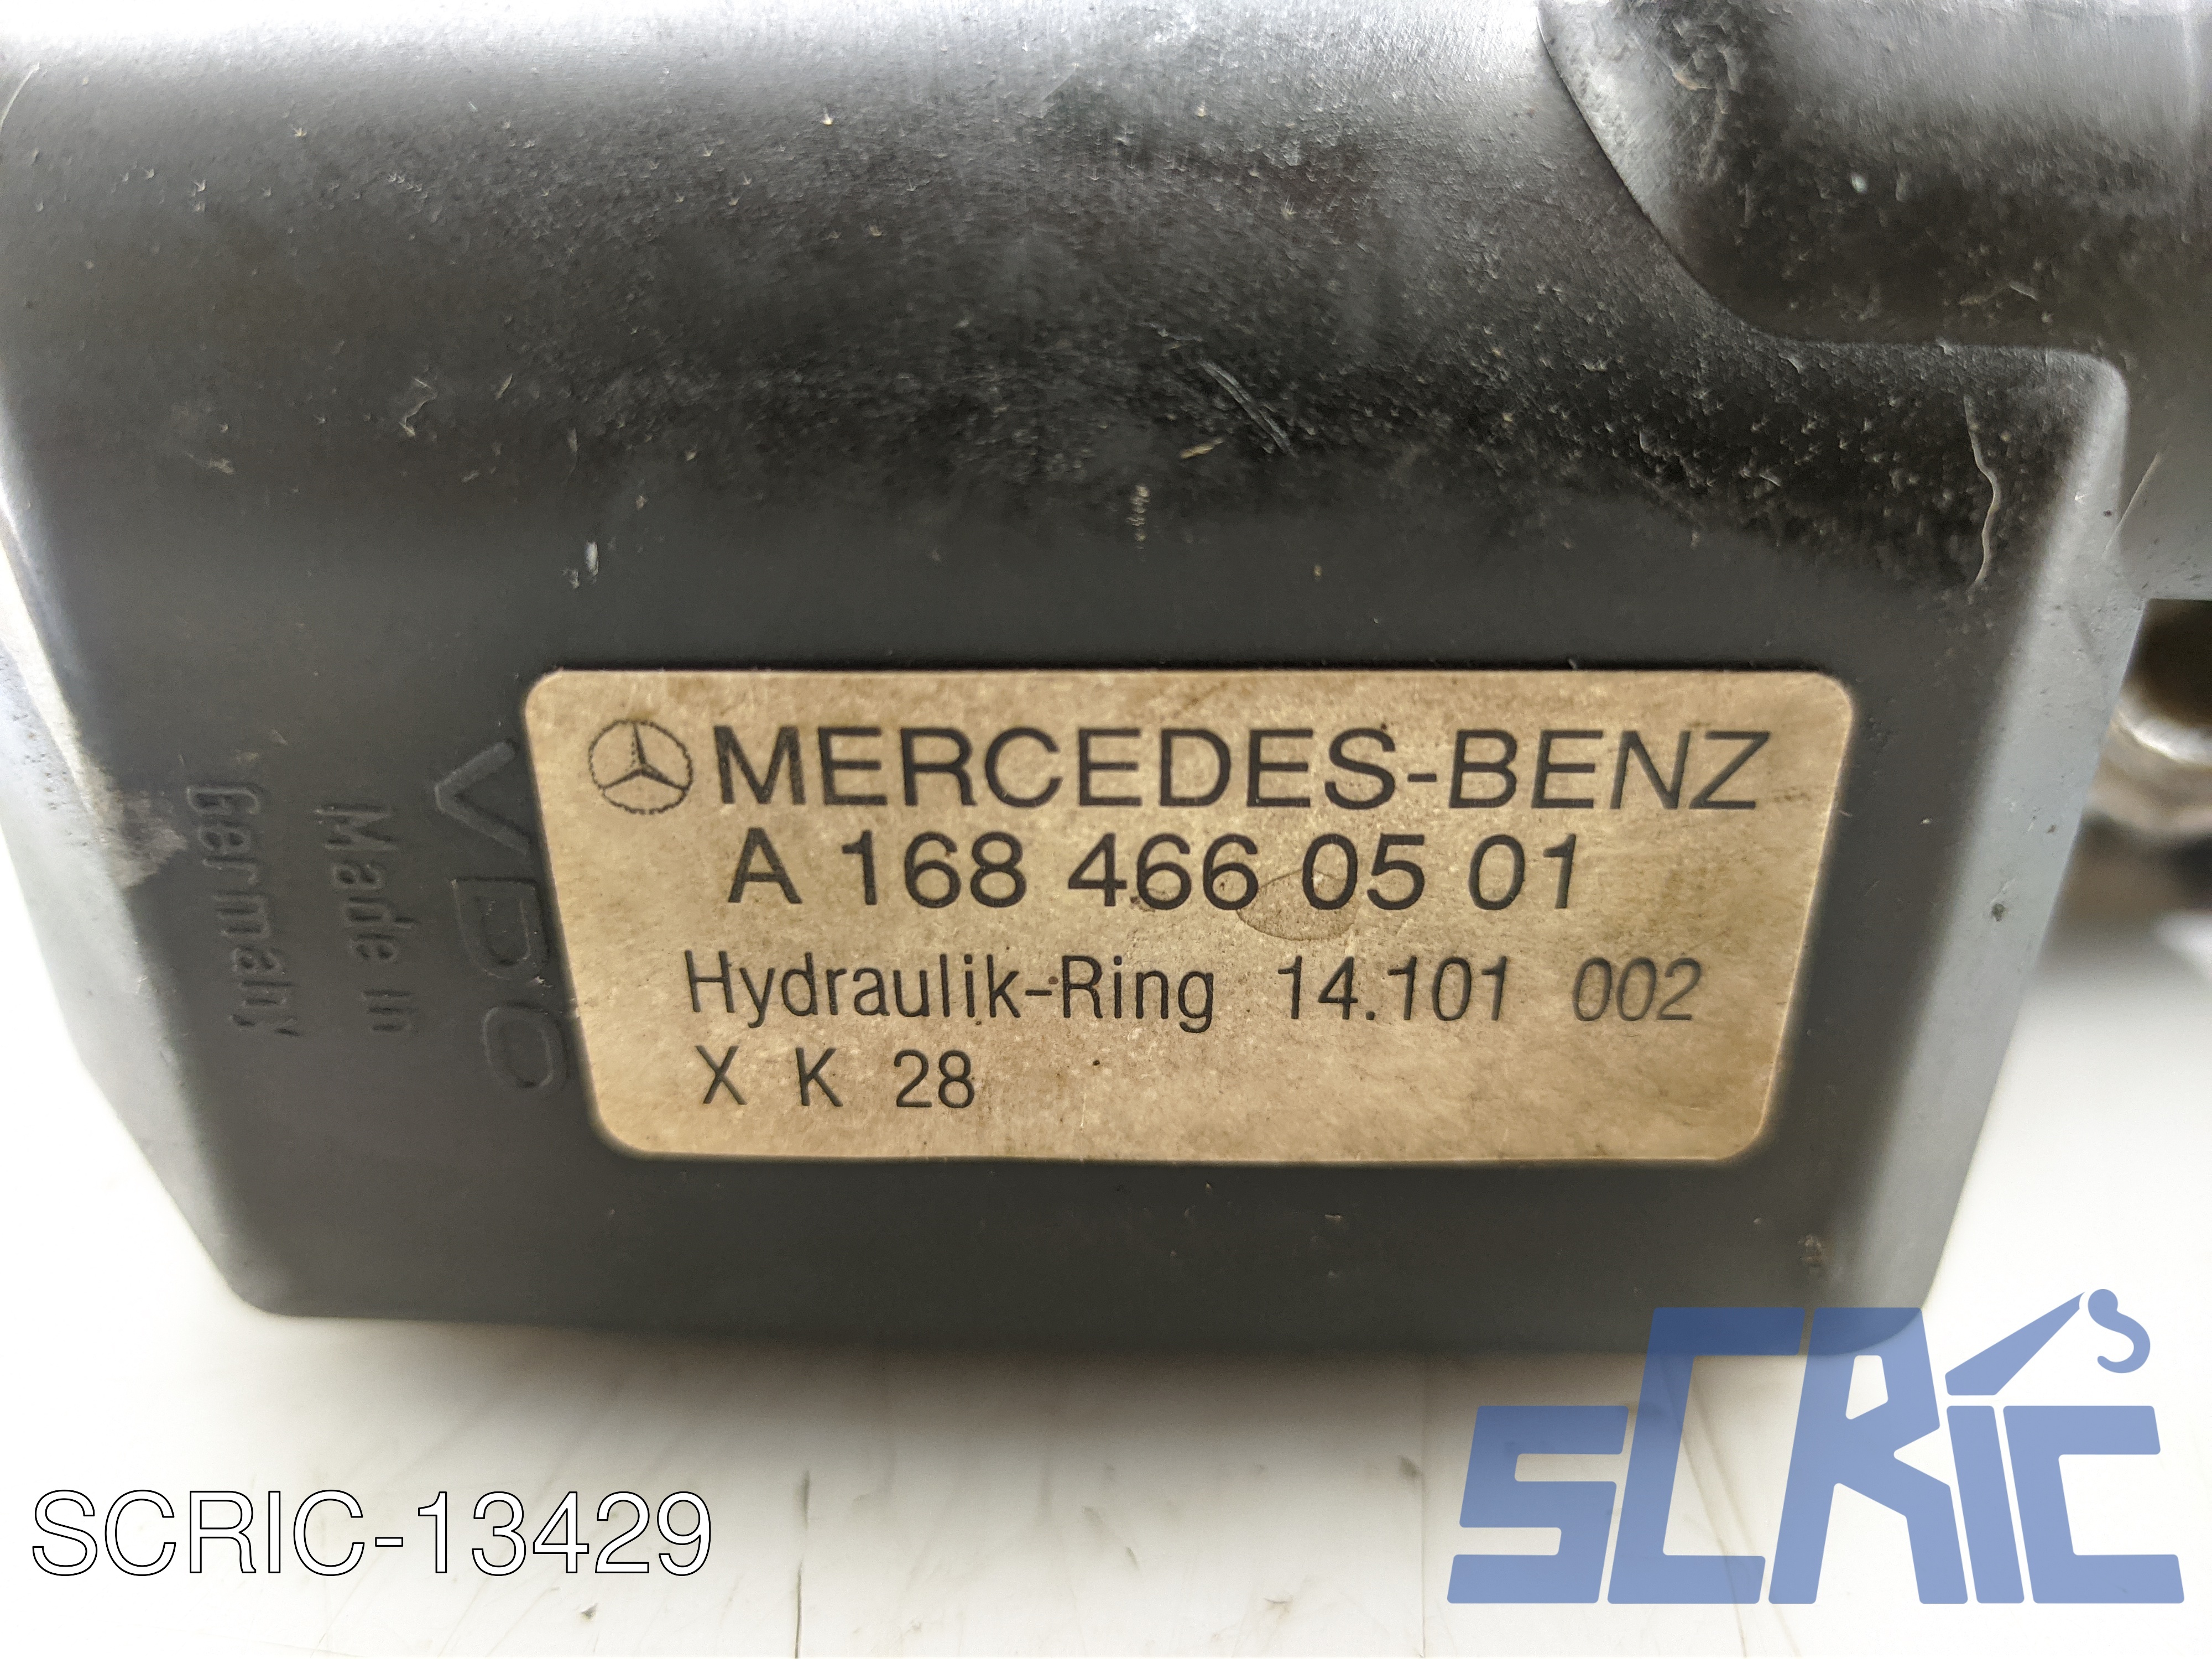 MERCEDES-BENZ
A 168 466 05 01
Hydraulik-Ring 14.101 002
X K 28
VDO
Made in
Germany
SCRIC-13429
SCRIC